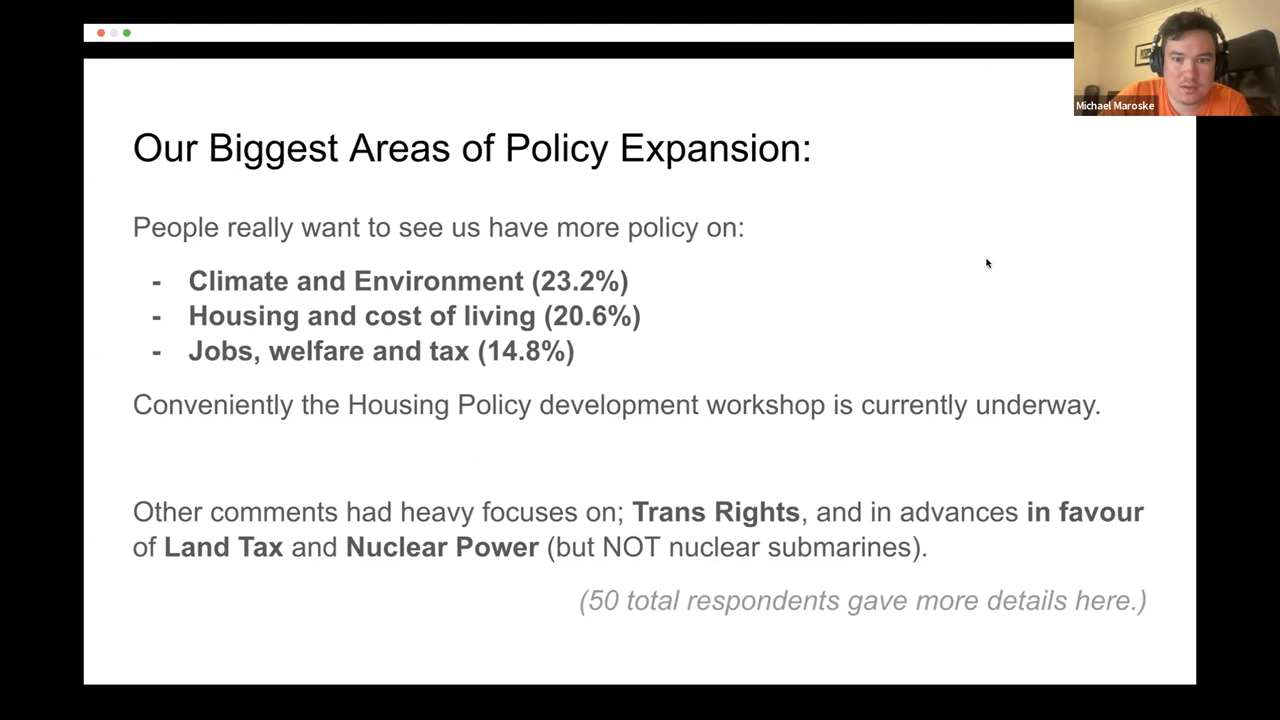 Michael Maroske
Our Biggest Areas of Policy Expansion:
People really want to see us have more policy on:
- Climate and Environment (23.2%)
- Housing and cost of living (20.6%)
- Jobs, welfare and tax (14.8%)
Conveniently the Housing Policy development workshop is currently underway.
Other comments had heavy focuses on; Trans Rights, and in advances in favour
of Land Tax and Nuclear Power (but NOT nuclear submarines).
(50 total respondents gave more details here.)